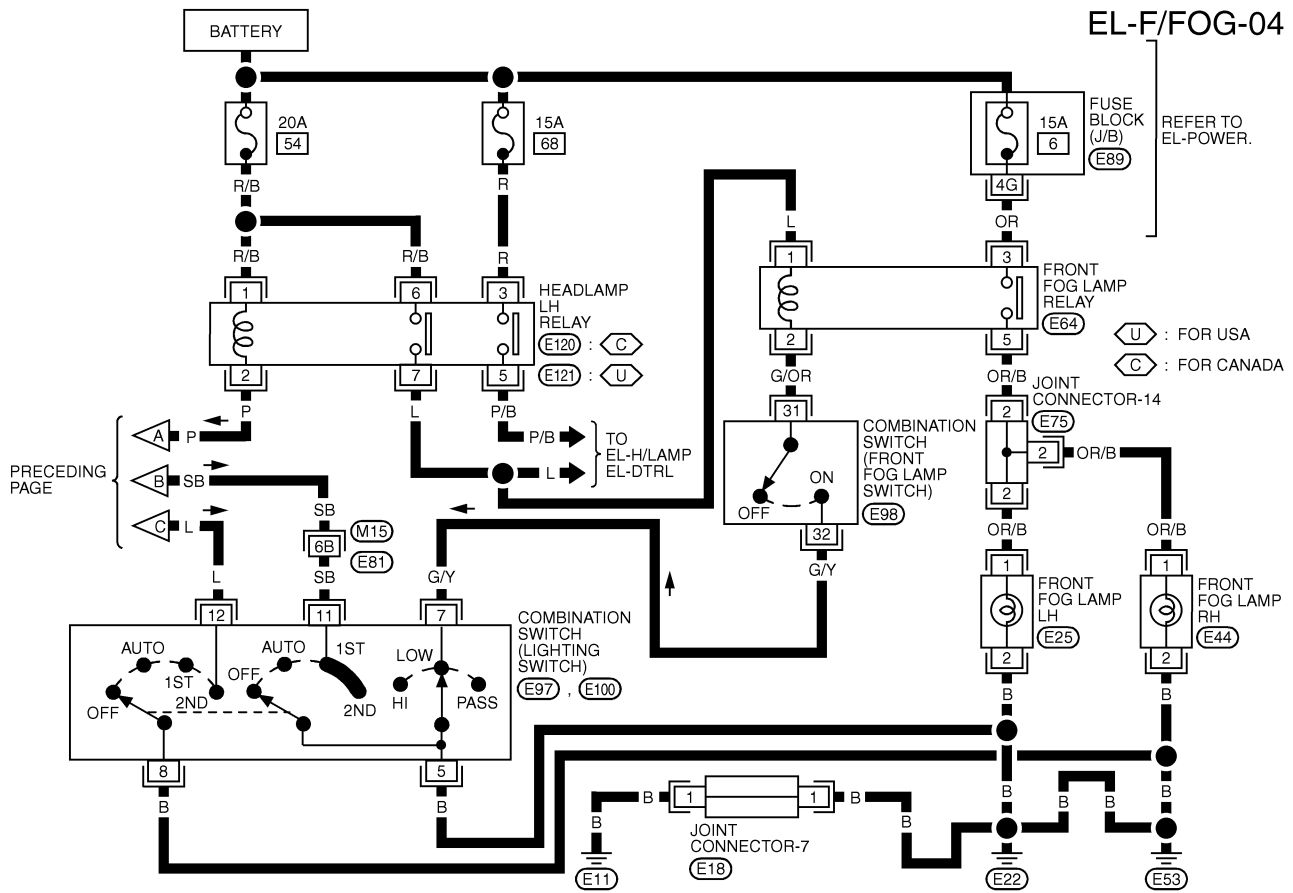 EL-F/FOG-04
BATTERY
20A
54
15A
68
15A
6
FUSE
BLOCK
(J/B)
E89
REFER TO
EL-POWER.
R/B
R
4G
OR
L
R/B
R/B
R
1
6
3
HEADLAMP
LH
RELAY
E120 : C
E121 : U
2
7
5
1
3
FRONT
FOG LAMP
RELAY
E64
2
5
U : FOR USA
C : FOR CANADA
P
L
P/B
G/OR
OR/B
PRECEDING
PAGE
A
P
B
SB
C
L
P/B
L
TO
EL-H/LAMP
EL-DTRL
31
COMBINATION
SWITCH
(FRONT
FOG LAMP
SWITCH)
E98
OFF
ON
32
G/Y
JOINT
CONNECTOR-14
E75
2
2
OR/B
2
OR/B
OR/B
SB
6B
M15
E81
SB
L
G/Y
12
11
7
COMBINATION
SWITCH
(LIGHTING
SWITCH)
E97 , E100
AUTO
1ST
2ND
OFF
AUTO
1ST
OFF
2ND
LOW
HI
PASS
8
5
B
B
1
FRONT
FOG LAMP
LH
E25
2
B
1
FRONT
FOG LAMP
RH
E44
2
B
B
B
1
1
B
JOINT
CONNECTOR-7
E18
B
B
B
B
B
E11
E22
E53